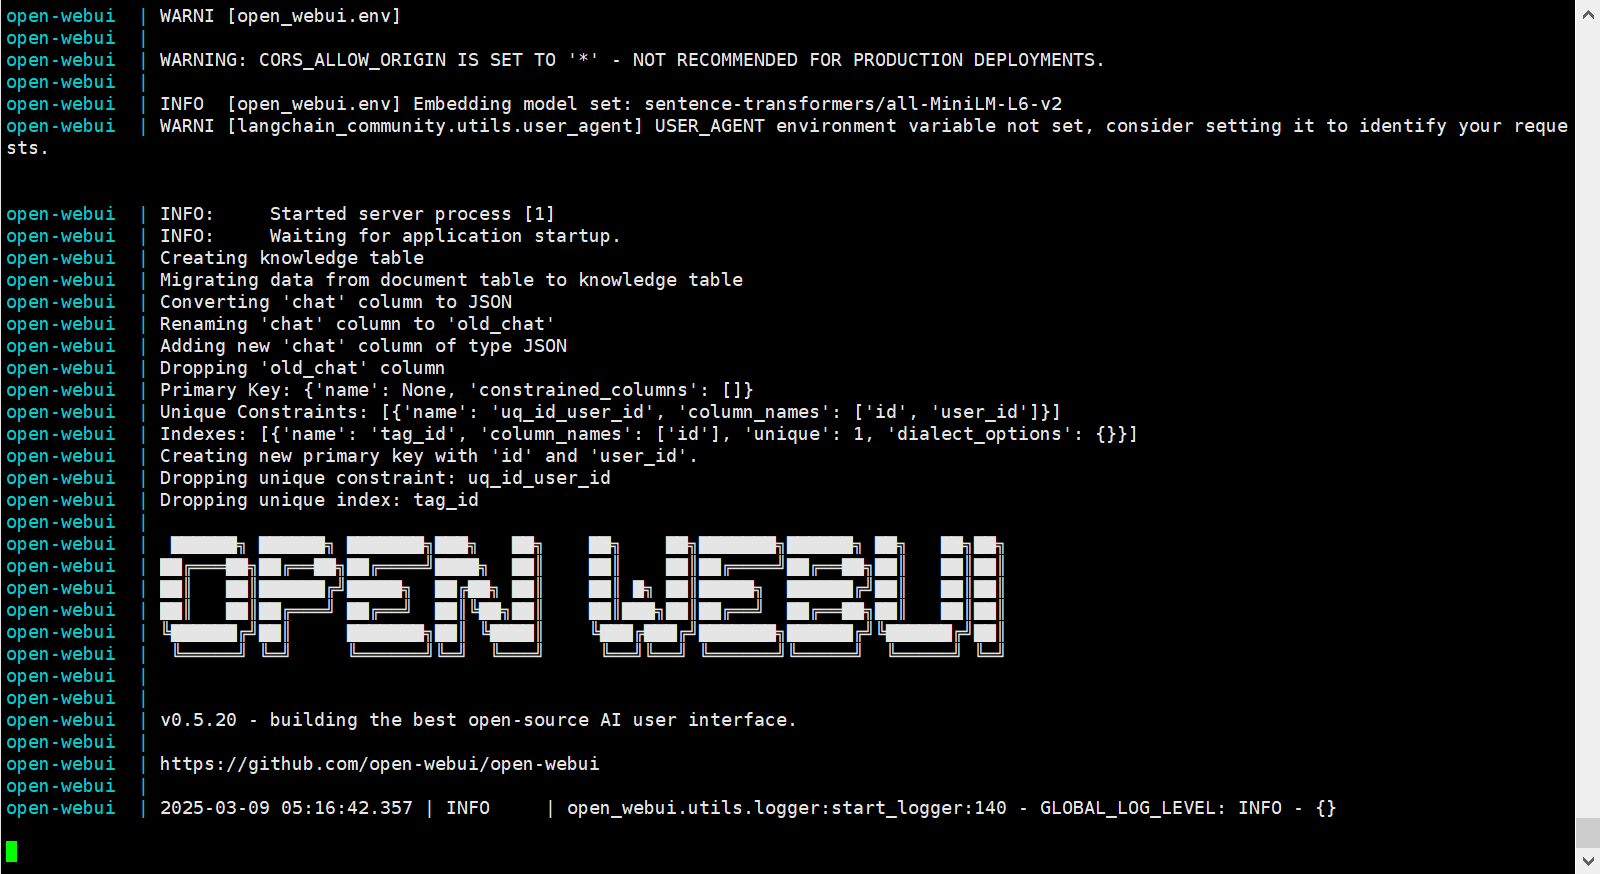 open-webui  | WARNI [open_webui.env]
open-webui  |
open-webui  | WARNING: CORS_ALLOW_ORIGIN IS SET TO '*' - NOT RECOMMENDED FOR PRODUCTION DEPLOYMENTS.
open-webui  |
open-webui  | INFO  [open_webui.env] Embedding model set: sentence-transformers/all-MiniLM-L6-v2
open-webui  | WARNI [langchain_community.utils.user_agent] USER_AGENT environment variable not set, consider setting it to identify your reque
sts.
open-webui  | INFO:     Started server process [1]
open-webui  | INFO:     Waiting for application startup.
open-webui  | Creating knowledge table
open-webui  | Migrating data from document table to knowledge table
open-webui  | Converting 'chat' column to JSON
open-webui  | Renaming 'chat' column to 'old_chat'
open-webui  | Adding new 'chat' column of type JSON
open-webui  | Dropping 'old_chat' column
open-webui  | Primary Key: {'name': None, 'constrained_columns': []}
open-webui  | Unique Constraints: [{'name': 'uq_id_user_id', 'column_names': ['id', 'user_id']}]
open-webui  | Indexes: [{'name': 'tag_id', 'column_names': ['id'], 'unique': 1, 'dialect_options': {}}]
open-webui  | Creating new primary key with 'id' and 'user_id'.
open-webui  | Dropping unique constraint: uq_id_user_id
open-webui  | Dropping unique index: tag_id
open-webui  |
open-webui  |
open-webui  |
open-webui  |
open-webui  | OPEN WEBUI
open-webui  |
open-webui  |
open-webui  |
open-webui  |
open-webui  | v0.5.20 - building the best open-source AI user interface.
open-webui  |
open-webui  | https://github.com/open-webui/open-webui
open-webui  |
open-webui  | 2025-03-09 05:16:42.357 | INFO     | open_webui.utils.logger:start_logger:140 - GLOBAL_LOG_LEVEL: INFO - {}